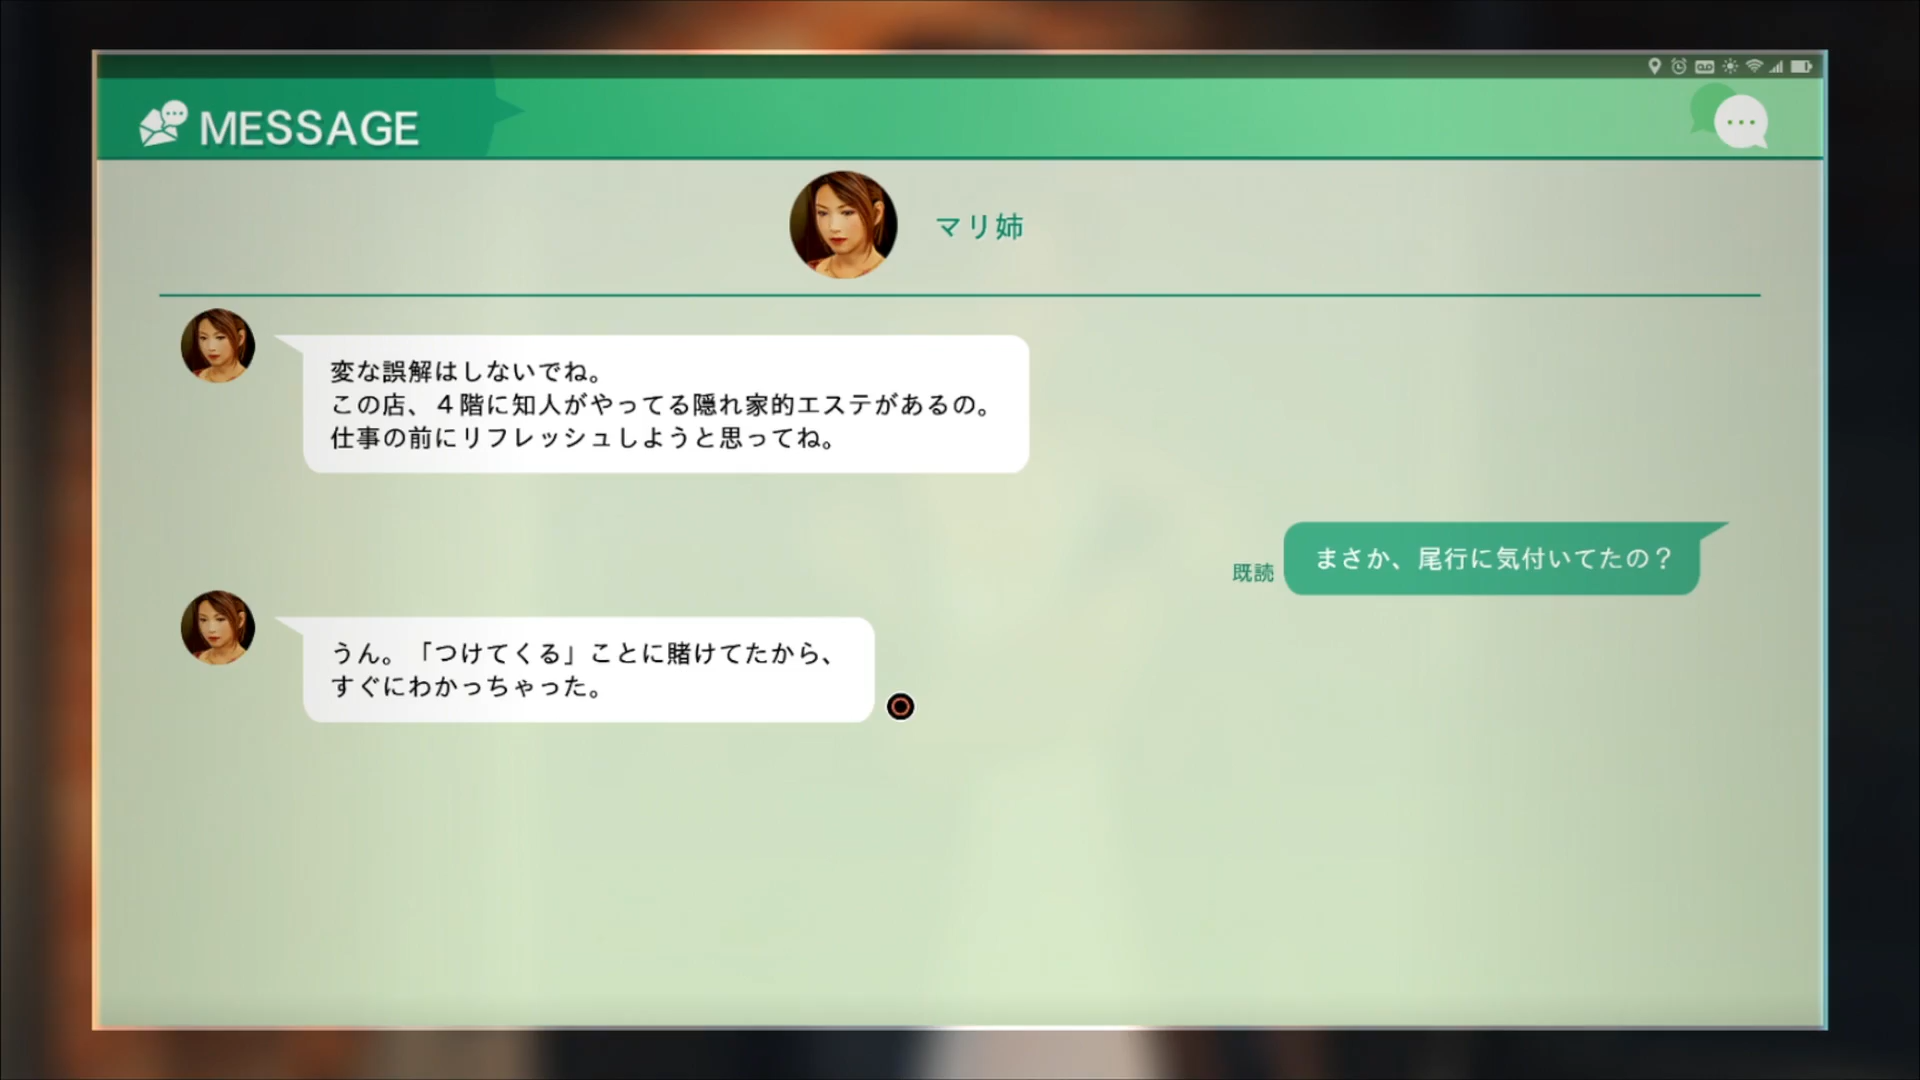 MESSAGE
マリ姉
変な誤解はしないでね。
この店、４階に知人がやってる隠れ家的エステがあるの。
仕事の前にリフレッシュしようと思ってね。
まさか、尾行に気付いてたの？
既読
うん。「つけてくる」ことに賭けてたから、
すぐにわかっちゃった。